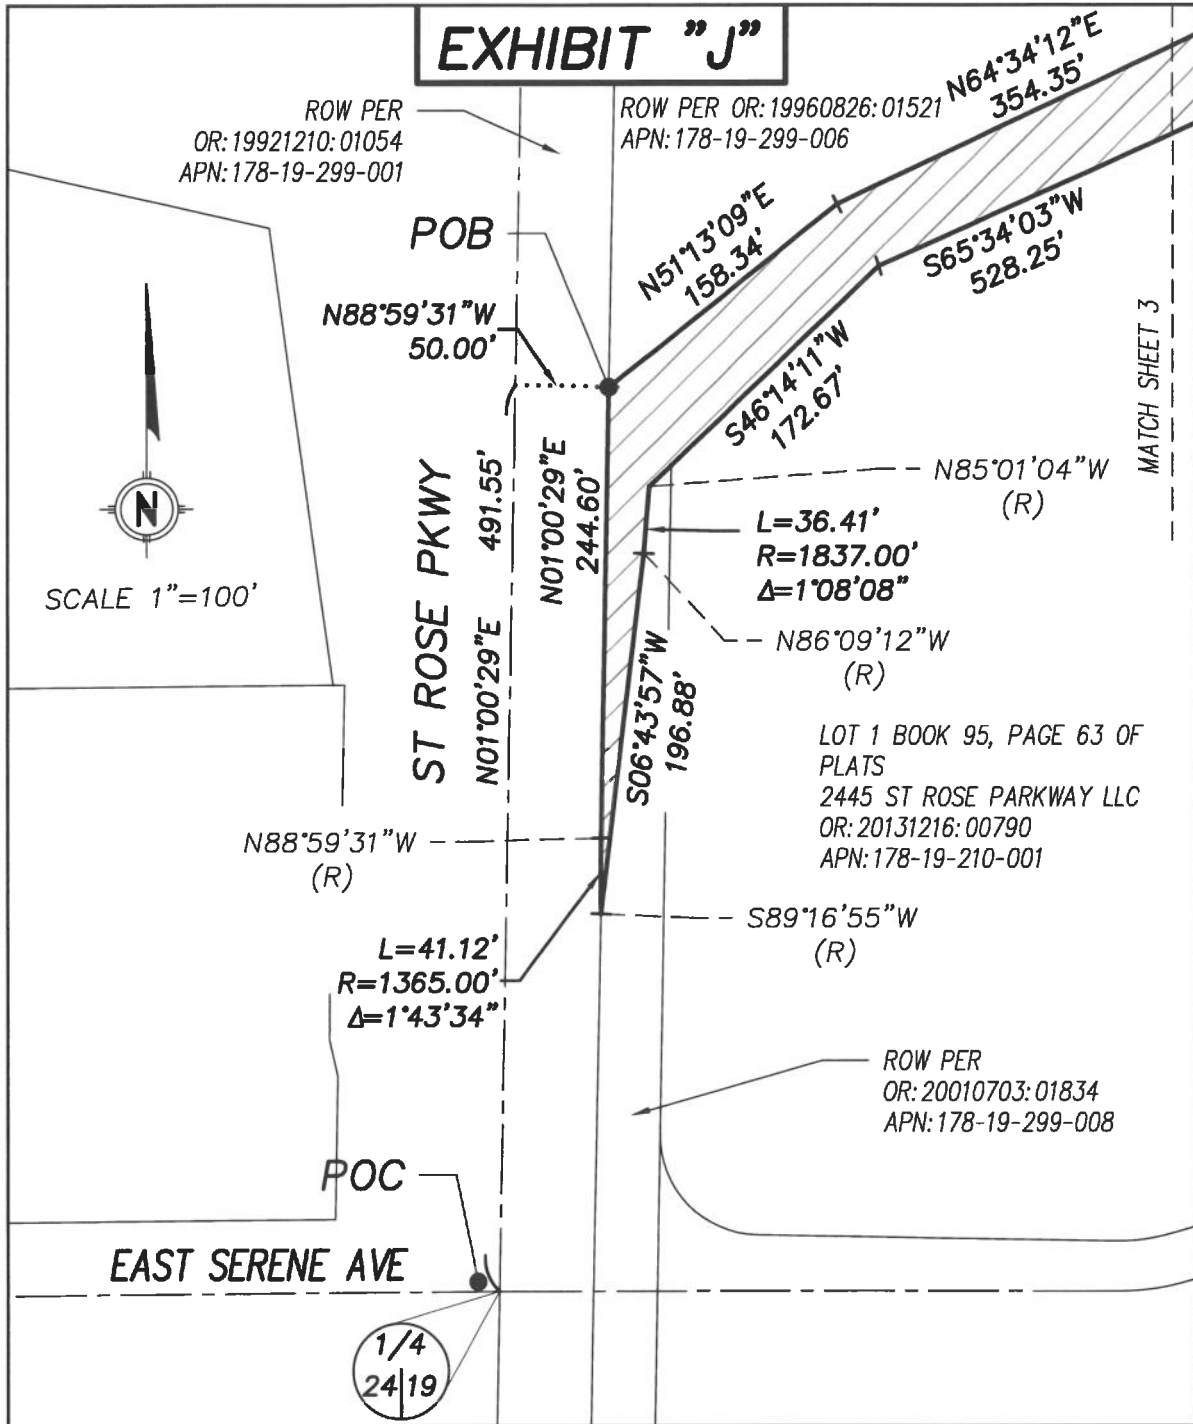 EXHIBIT "J"
ROW PER
OR:19921210:01054
APN:178-19-299-001
ROW PER OR:19960826:01521
APN:178-19-299-006
N64°34'12"E
354.35'
POB
N51°13'09"E
158.34'
S65°34'03"W
528.25'
N88°59'31"W
50.00'
S46°14'11"W
172.67'
MATCH SHEET 3
N
SCALE 1"=100'
ST ROSE PKWY
N01°00'29"E 491.55'
N01°00'29"E
244.60'
N85°01'04"W
(R)
L=36.41'
R=1837.00'
Δ=1°08'08"
N86°09'12"W
(R)
S06°43'57"W
196.88'
LOT 1 BOOK 95, PAGE 63 OF
PLATS
2445 ST ROSE PARKWAY LLC
OR:20131216:00790
APN:178-19-210-001
N88°59'31"W
(R)
S89°16'55"W
(R)
L=41.12'
R=1365.00'
Δ=1°43'34"
ROW PER
OR:20010703:01834
APN:178-19-299-008
POC
EAST SERENE AVE
1/4
24|19